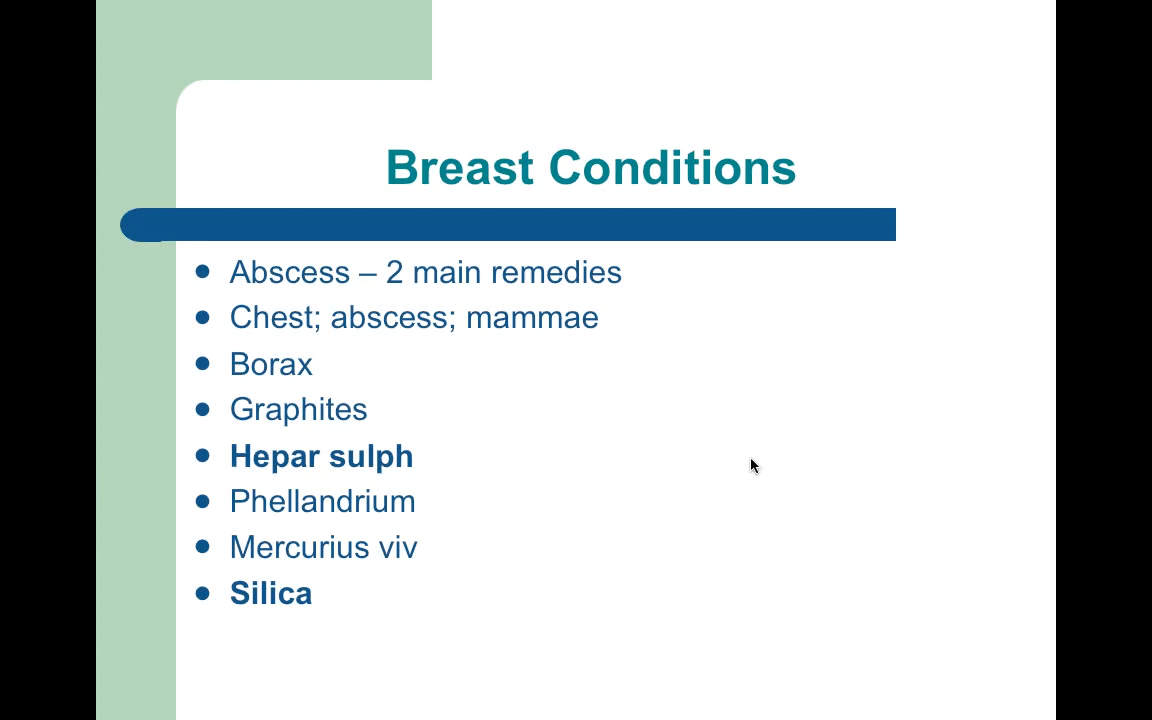 Breast Conditions
Abscess – 2 main remedies
Chest; abscess; mammae
Borax
Graphites
Hepar sulph
Phellandrium
Mercurius viv
Silica